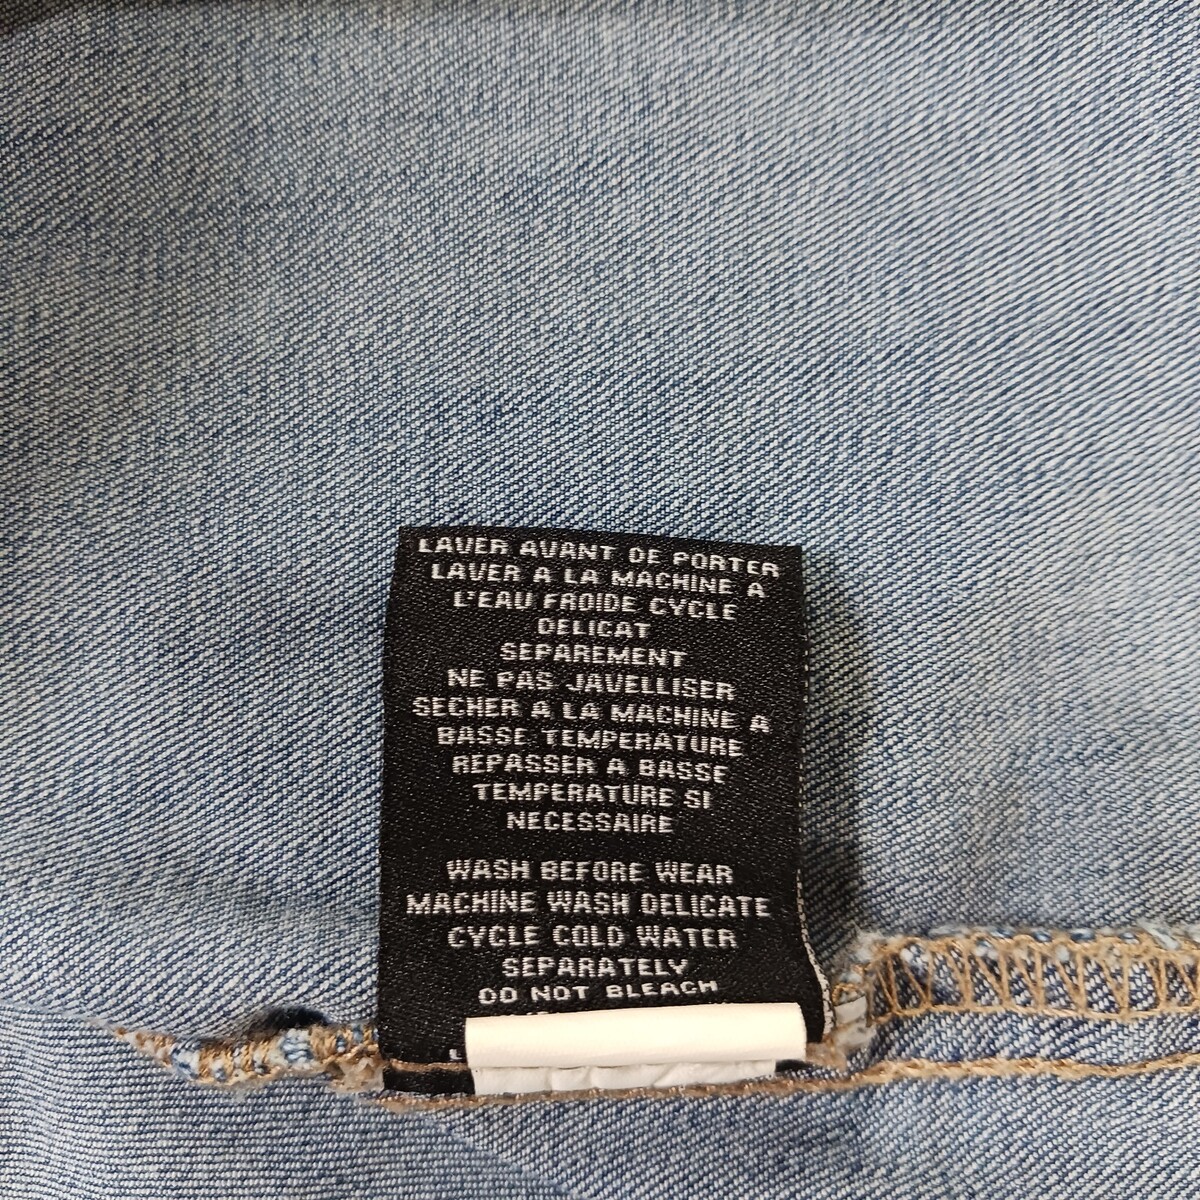 LAVER AVANT DE PORTER
LAVER A LA MACHINE A
L'EAU FROIDE CYCLE
DELICAT
SEPAREMENT
NE PAS JAVELLISER
SECHER A LA MACHINE A
BASSE TEMPERATURE
REPASSER A BASSE
TEMPERATURE SI
NECESSAIRE
WASH BEFORE WEAR
MACHINE WASH DELICATE
CYCLE COLD WATER
SEPARATELY
DO NOT BLEACH